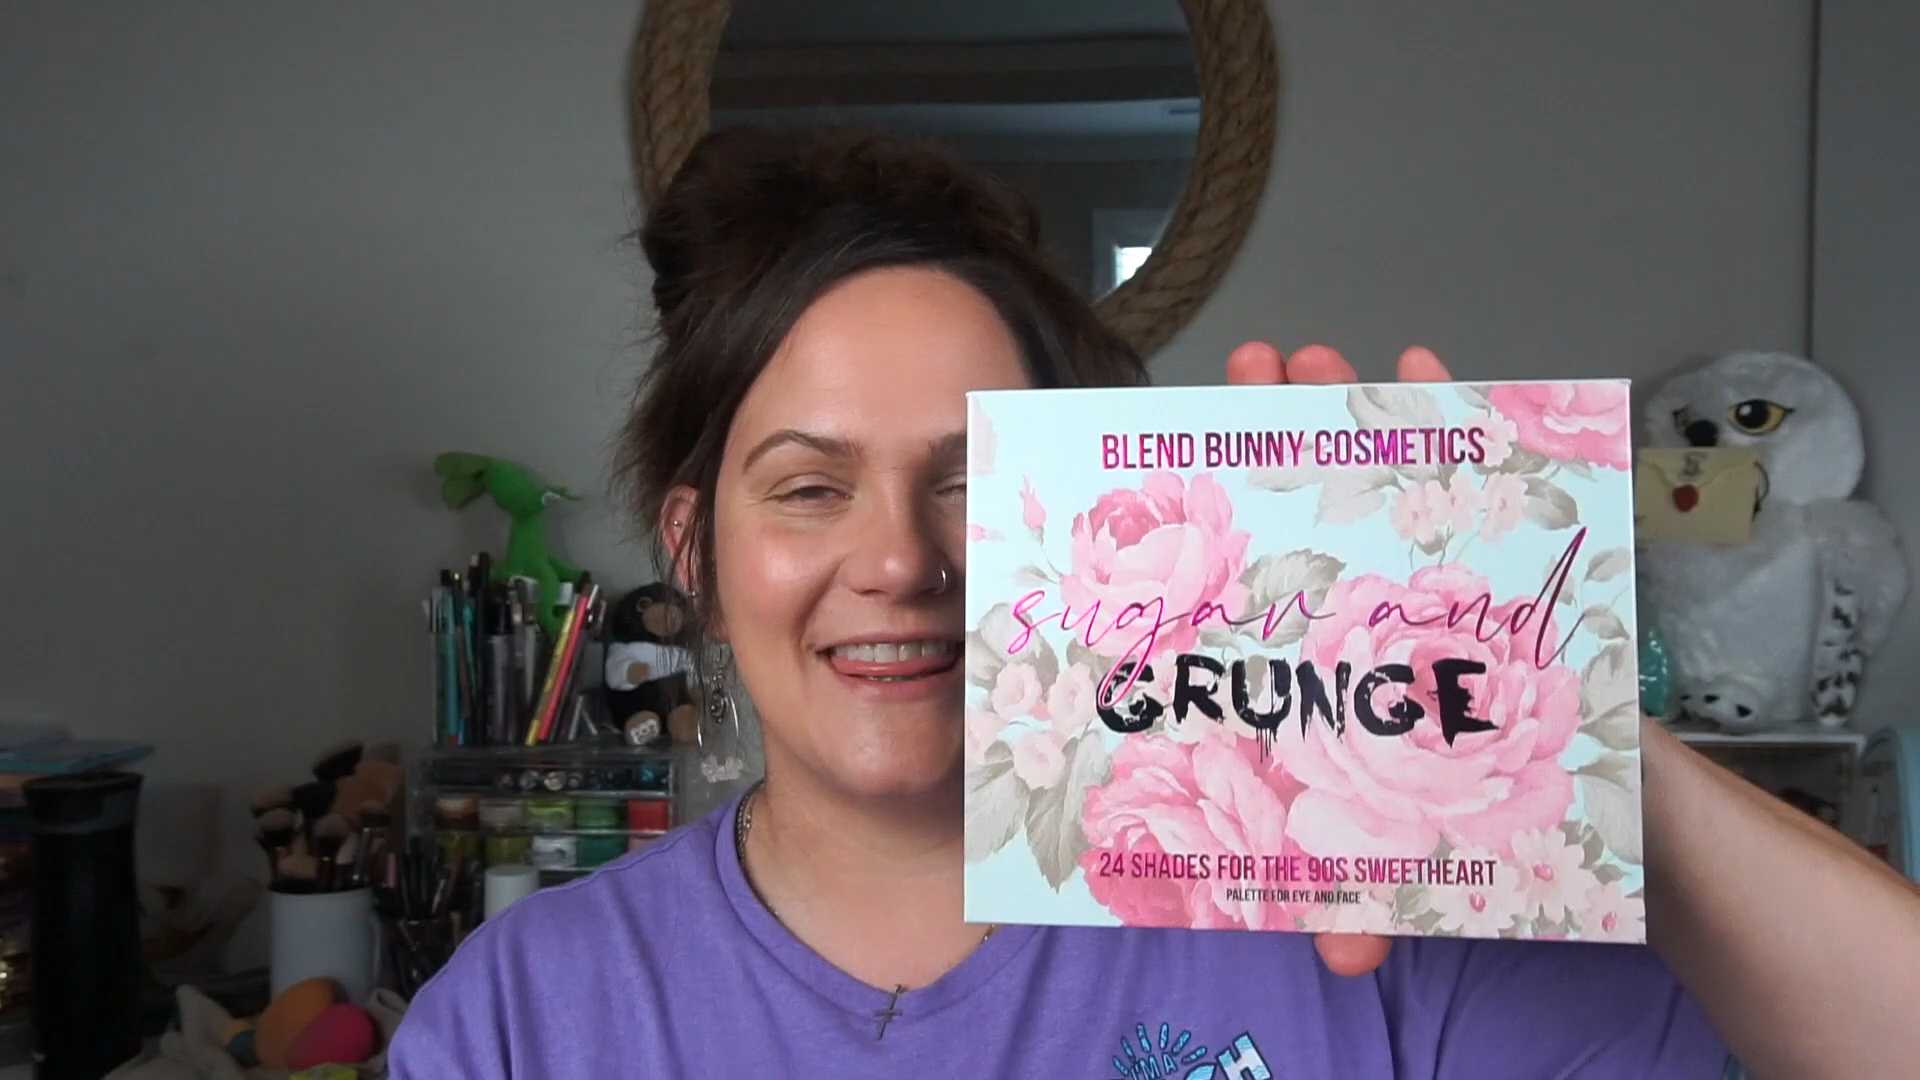 BLEND BUNNY COSMETICS
sugar and
GRUNGE
24 SHADES FOR THE 90S SWEETHEART
PALETTE FOR EYE AND FACE
I'M A